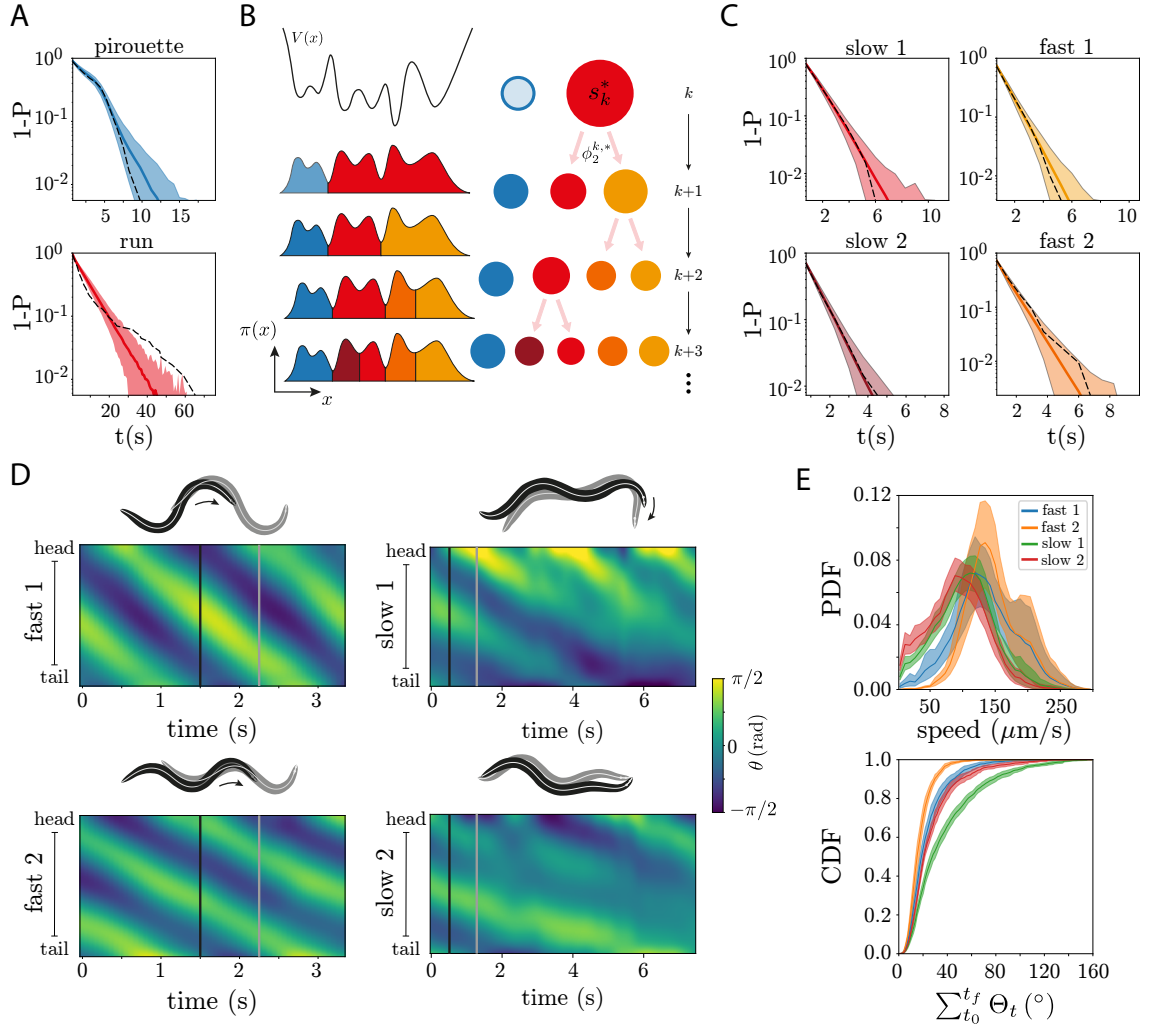 A
pirouette
10^0
10^-1
10^-2
1-P
5
10
15
run
10^0
10^-1
10^-2
1-P
20
40
60
t(s)
B
V(x)
s_k^*
k
ϕ_2^{k,*}
k+1
k+2
k+3
π(x)
x
C
slow 1
10^0
10^-1
10^-2
1-P
2
6
10
fast 1
10^0
10^-1
10^-2
2
6
10
slow 2
10^0
10^-1
10^-2
1-P
2
4
6
8
t(s)
fast 2
10^0
10^-1
10^-2
2
4
6
8
t(s)
D
head
fast 1
tail
0
1
2
3
time (s)
head
slow 1
tail
0
2
4
6
time (s)
head
fast 2
tail
0
1
2
3
time (s)
head
slow 2
tail
0
2
4
6
time (s)
π/2
0
−π/2
θ (rad)
E
0.12
0.08
0.04
0.00
PDF
fast 1
fast 2
slow 1
slow 2
50
150
250
speed (μm/s)
1.0
0.8
0.6
0.4
0.2
0.0
CDF
0
40
80
120
160
∑_{t_0}^{t_f} Θ_t (°)